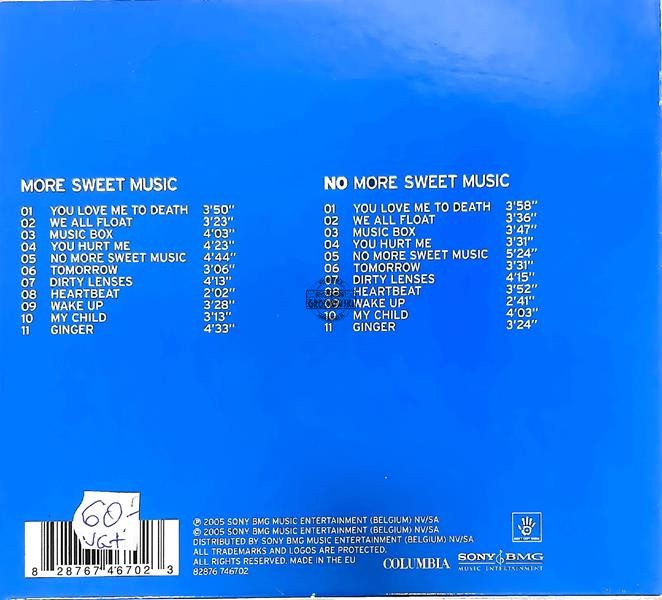 MORE SWEET MUSIC
01 YOU LOVE ME TO DEATH 3'50"
02 WE ALL FLOAT 3'23"
03 MUSIC BOX 4'03"
04 YOU HURT ME 4'23"
05 NO MORE SWEET MUSIC 4'44"
06 TOMORROW 3'06"
07 DIRTY LENSES 4'13"
08 HEARTBEAT 2'02"
09 WAKE UP 3'28"
10 MY CHILD 3'13"
11 GINGER 4'33"
NO MORE SWEET MUSIC
01 YOU LOVE ME TO DEATH 3'58"
02 WE ALL FLOAT 3'36"
03 MUSIC BOX 3'47"
04 YOU HURT ME 3'31"
05 NO MORE SWEET MUSIC 5'24"
06 TOMORROW 3'31"
07 DIRTY LENSES 4'15"
08 HEARTBEAT 3'52"
09 WAKE UP 2'41"
10 MY CHILD 4'03"
11 GINGER 3'24"
60-
VG+
8 28767 46702 3
℗ 2005 SONY BMG MUSIC ENTERTAINMENT (BELGIUM) NV/SA
© 2005 SONY BMG MUSIC ENTERTAINMENT (BELGIUM) NV/SA
DISTRIBUTED BY SONY BMG MUSIC ENTERTAINMENT (BELGIUM) NV/SA
ALL TRADEMARKS AND LOGOS ARE PROTECTED.
ALL RIGHTS RESERVED. MADE IN THE EU
82876 746702
COLUMBIA
SONY BMG
MUSIC ENTERTAINMENT